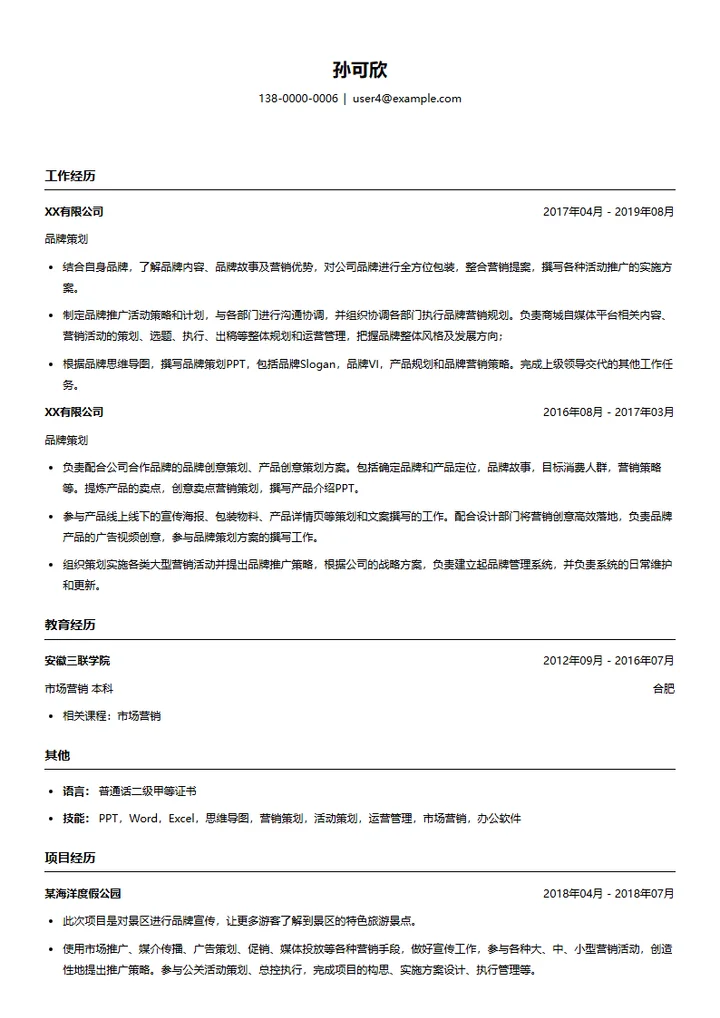 孙可欣
138-0000-0006 | user4@example.com
工作经历
XX有限公司 2017年04月 - 2019年08月
品牌策划
• 结合自身品牌，了解品牌内容、品牌故事及营销优势，对公司品牌进行全方位包装，整合营销提案，撰写各种活动推广的实施方
案。
• 制定品牌推广活动策略和计划，与各部门进行沟通协调，并组织协调各部门执行品牌营销规划。负责商城自媒体平台相关内容、
营销活动的策划、选题、执行、出稿等整体规划和运营管理，把握品牌整体风格及发展方向；
• 根据品牌思维导图，撰写品牌策划PPT，包括品牌Slogan，品牌VI，产品规划和品牌营销策略。完成上级领导交代的其他工作任
务。
XX有限公司 2016年08月 - 2017年03月
品牌策划
• 负责配合公司合作品牌的品牌创意策划、产品创意策划方案。包括确定品牌和产品定位，品牌故事，目标消费人群，营销策略
等。提炼产品的卖点，创意卖点营销策划，撰写产品介绍PPT。
• 参与产品线上线下的宣传海报、包装物料、产品详情页等策划和文案撰写的工作。配合设计部门将营销创意高效落地，负责品牌
产品的广告视频创意，参与品牌策划方案的撰写工作。
• 组织策划实施各类大型营销活动并提出品牌推广策略，根据公司的战略方案，负责建立起品牌管理系统，并负责系统的日常维护
和更新。
教育经历
安徽三联学院 2012年09月 - 2016年07月
市场营销 本科 合肥
• 相关课程：市场营销
其他
• 语言： 普通话二级甲等证书
• 技能： PPT，Word，Excel，思维导图，营销策划，活动策划，运营管理，市场营销，办公软件
项目经历
某海洋度假公园 2018年04月 - 2018年07月
• 此次项目是对景区进行品牌宣传，让更多游客了解到景区的特色旅游景点。
• 使用市场推广、媒介传播、广告策划、促销、媒体投放等各种营销手段，做好宣传工作，参与各种大、中、小型营销活动，创造
性地提出推广策略。参与公关活动策划、总控执行，完成项目的构思、实施方案设计、执行管理等。